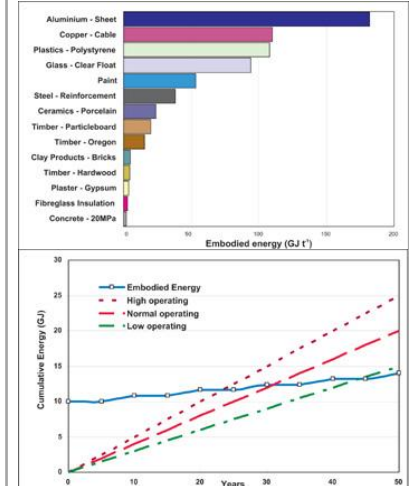 Aluminium - Sheet
Copper - Cable
Plastics - Polystyrene
Glass - Clear Float
Paint
Steel - Reinforcement
Ceramics - Porcelain
Timber - Particleboard
Timber - Oregon
Clay Products - Bricks
Timber - Hardwood
Plaster - Gypsum
Fibreglass Insulation
Concrete - 20MPa
0 50 100 150 200
Embodied energy (GJ t⁻¹)
Cumulative Energy (GJ)
30
25
20
15
10
5
0
Embodied Energy
High operating
Normal operating
Low operating
0 10 20 30 40 50
Years